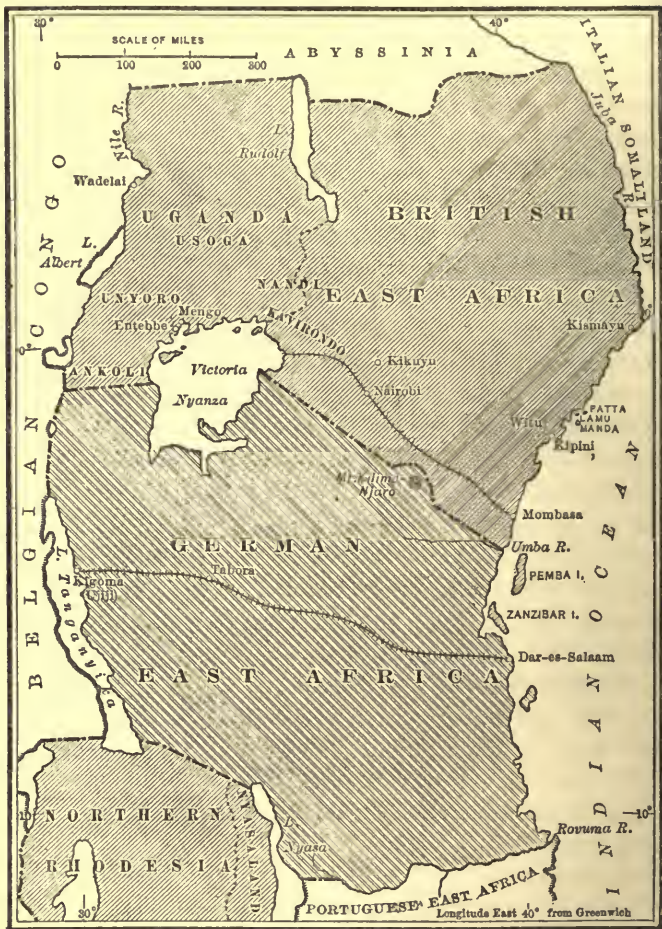 30°
40°
SCALE OF MILES
0 100 200 300
ABYSSINIA
ITALIAN SOMALILAND
Juba
R.
Nile R.
L.
Rudolf
Wadelai
CONGO
UGANDA
USOGA
BRITISH
L.
Albert
NANDI
EAST AFRICA
UNYORO
Mengo
Entebbe
KAVIRONDO
Kismayu
0°
0°
ANKOLI
Victoria
Nyanza
Kikuyu
Nairobi
PATTA
LAMU
MANDA
Witu
Kipini
Mt. Kilima-
Njaro
Mombasa
BELGIAN
GERMAN
Umba R.
PEMBA I.
Tabora
Kigoma
(Ujiji)
L. Tanganyika
ZANZIBAR I.
Dar-es-Salaam
EAST AFRICA
INDIAN OCEAN
10°
10°
NORTHERN
RHODESIA
NYASALAND
L.
Nyasa
Rovuma R.
PORTUGUESE EAST AFRICA
30°
Longitude East 40° from Greenwich